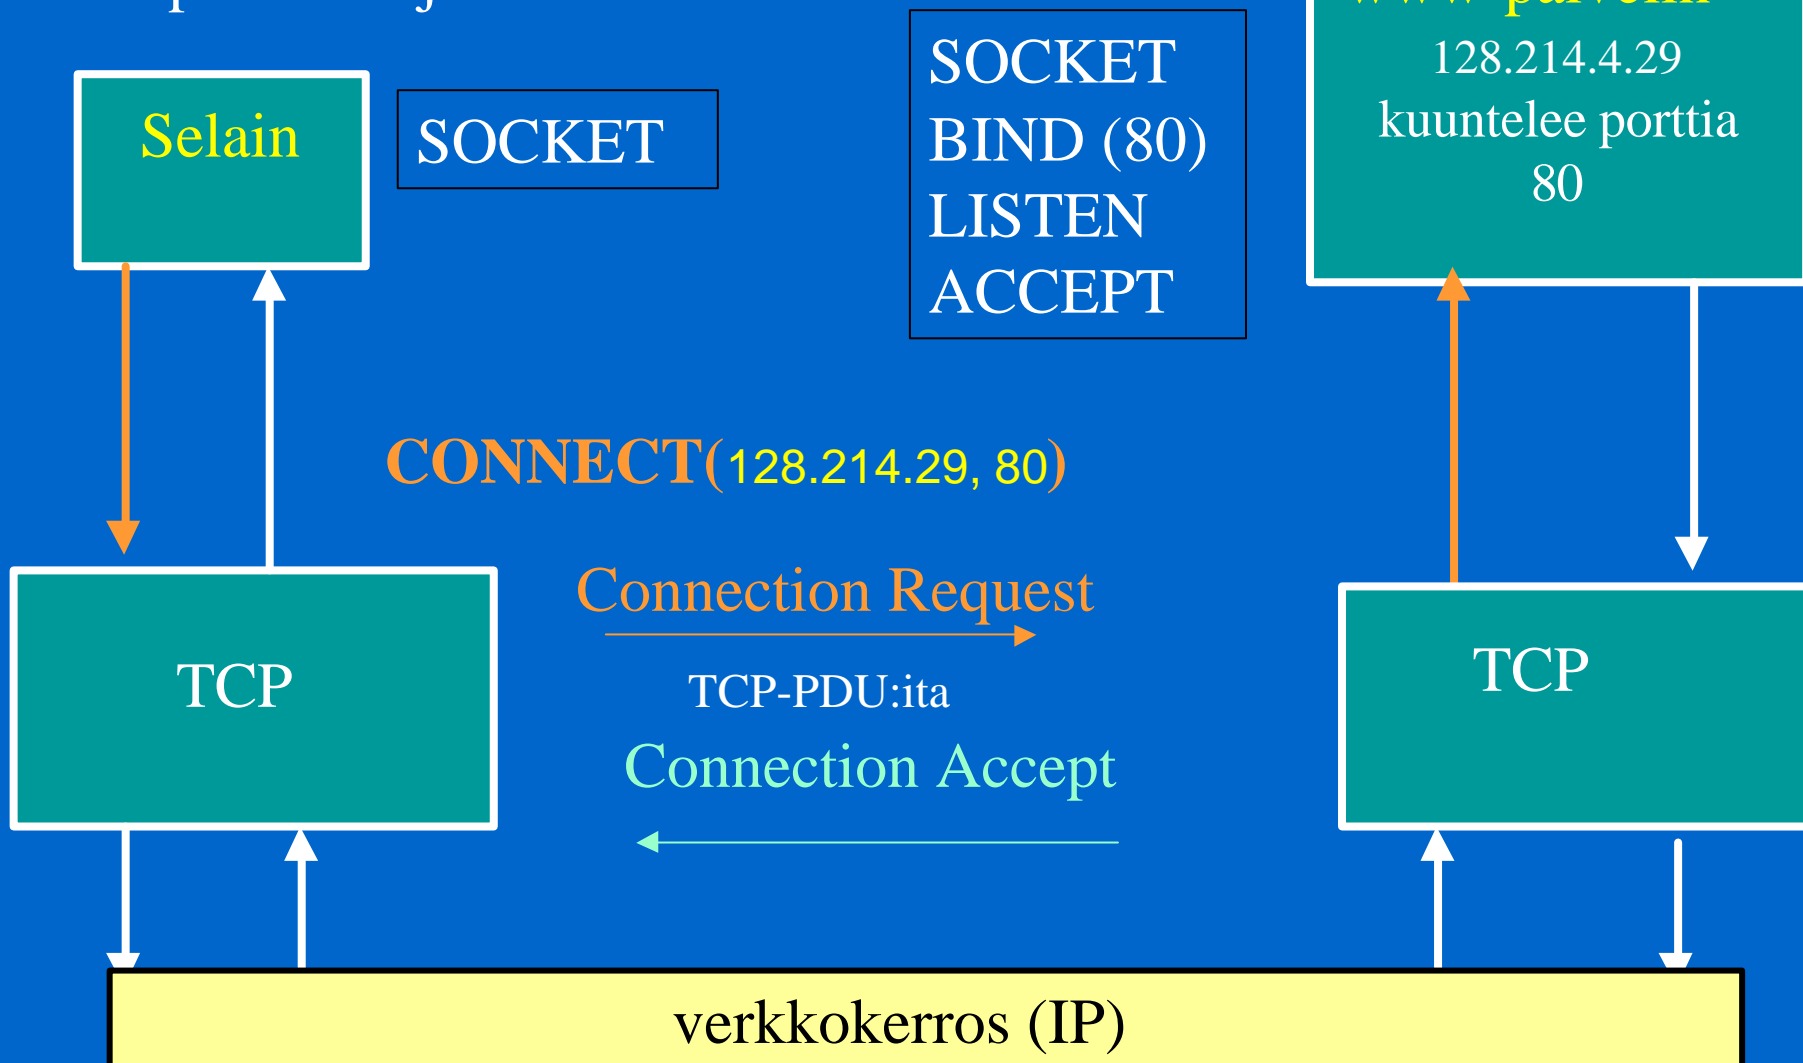 128.214.4.29
kuuntelee porttia
80
Selain
SOCKET
SOCKET
BIND (80)
LISTEN
ACCEPT
CONNECT(128.214.29, 80)
Connection Request
TCP-PDU:ita
Connection Accept
TCP
TCP
verkkokerros (IP)